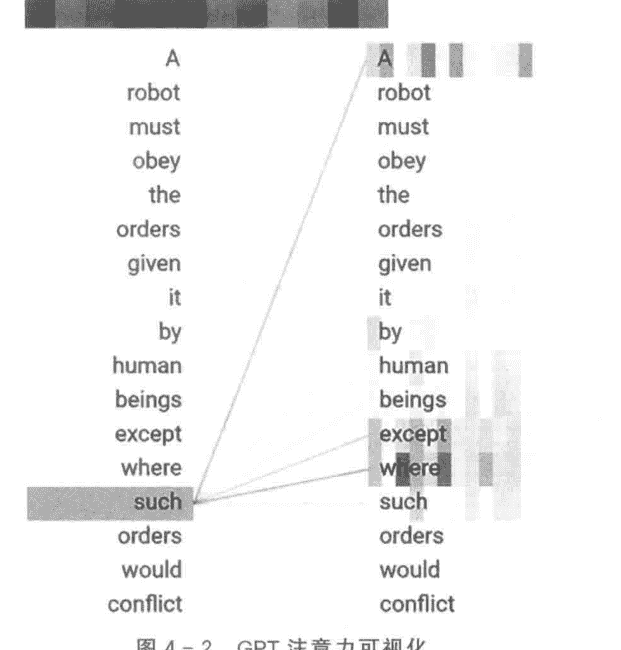 A A
robot robot
must must
obey obey
the the
orders orders
given given
it it
by by
human human
beings beings
except except
where where
such such
orders orders
would would
conflict conflict
图 4-2 GPT 注意力可视化